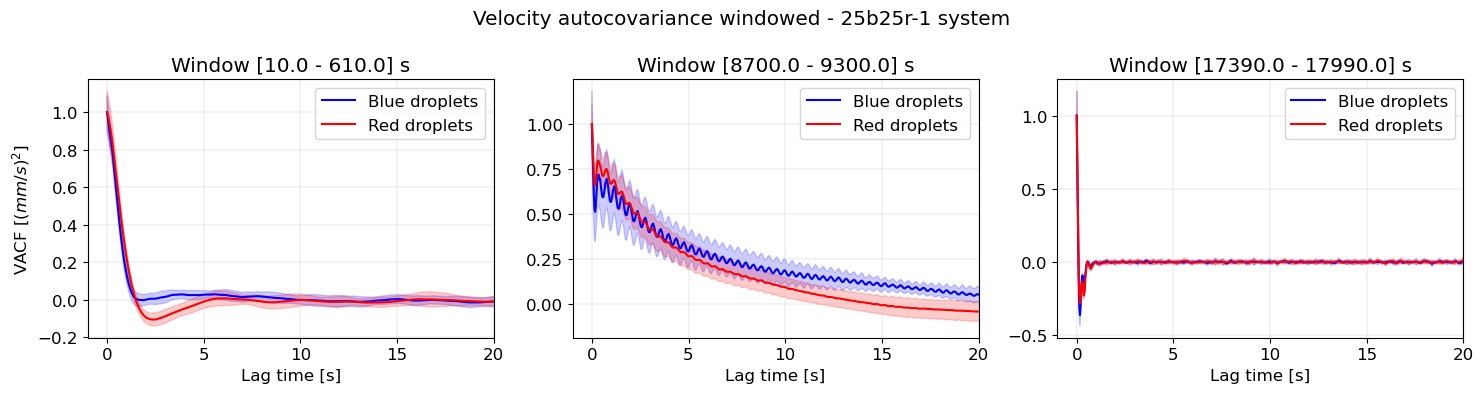 Velocity autocovariance windowed - 25b25r-1 system
Window [10.0 - 610.0] s
VACF [(mm/s)²]
1.0
0.8
0.6
0.4
0.2
0.0
−0.2
Blue droplets
Red droplets
0 5 10 15 20
Lag time [s]
Window [8700.0 - 9300.0] s
1.00
0.75
0.50
0.25
0.00
Blue droplets
Red droplets
0 5 10 15 20
Lag time [s]
Window [17390.0 - 17990.0] s
1.0
0.5
0.0
−0.5
Blue droplets
Red droplets
0 5 10 15 20
Lag time [s]